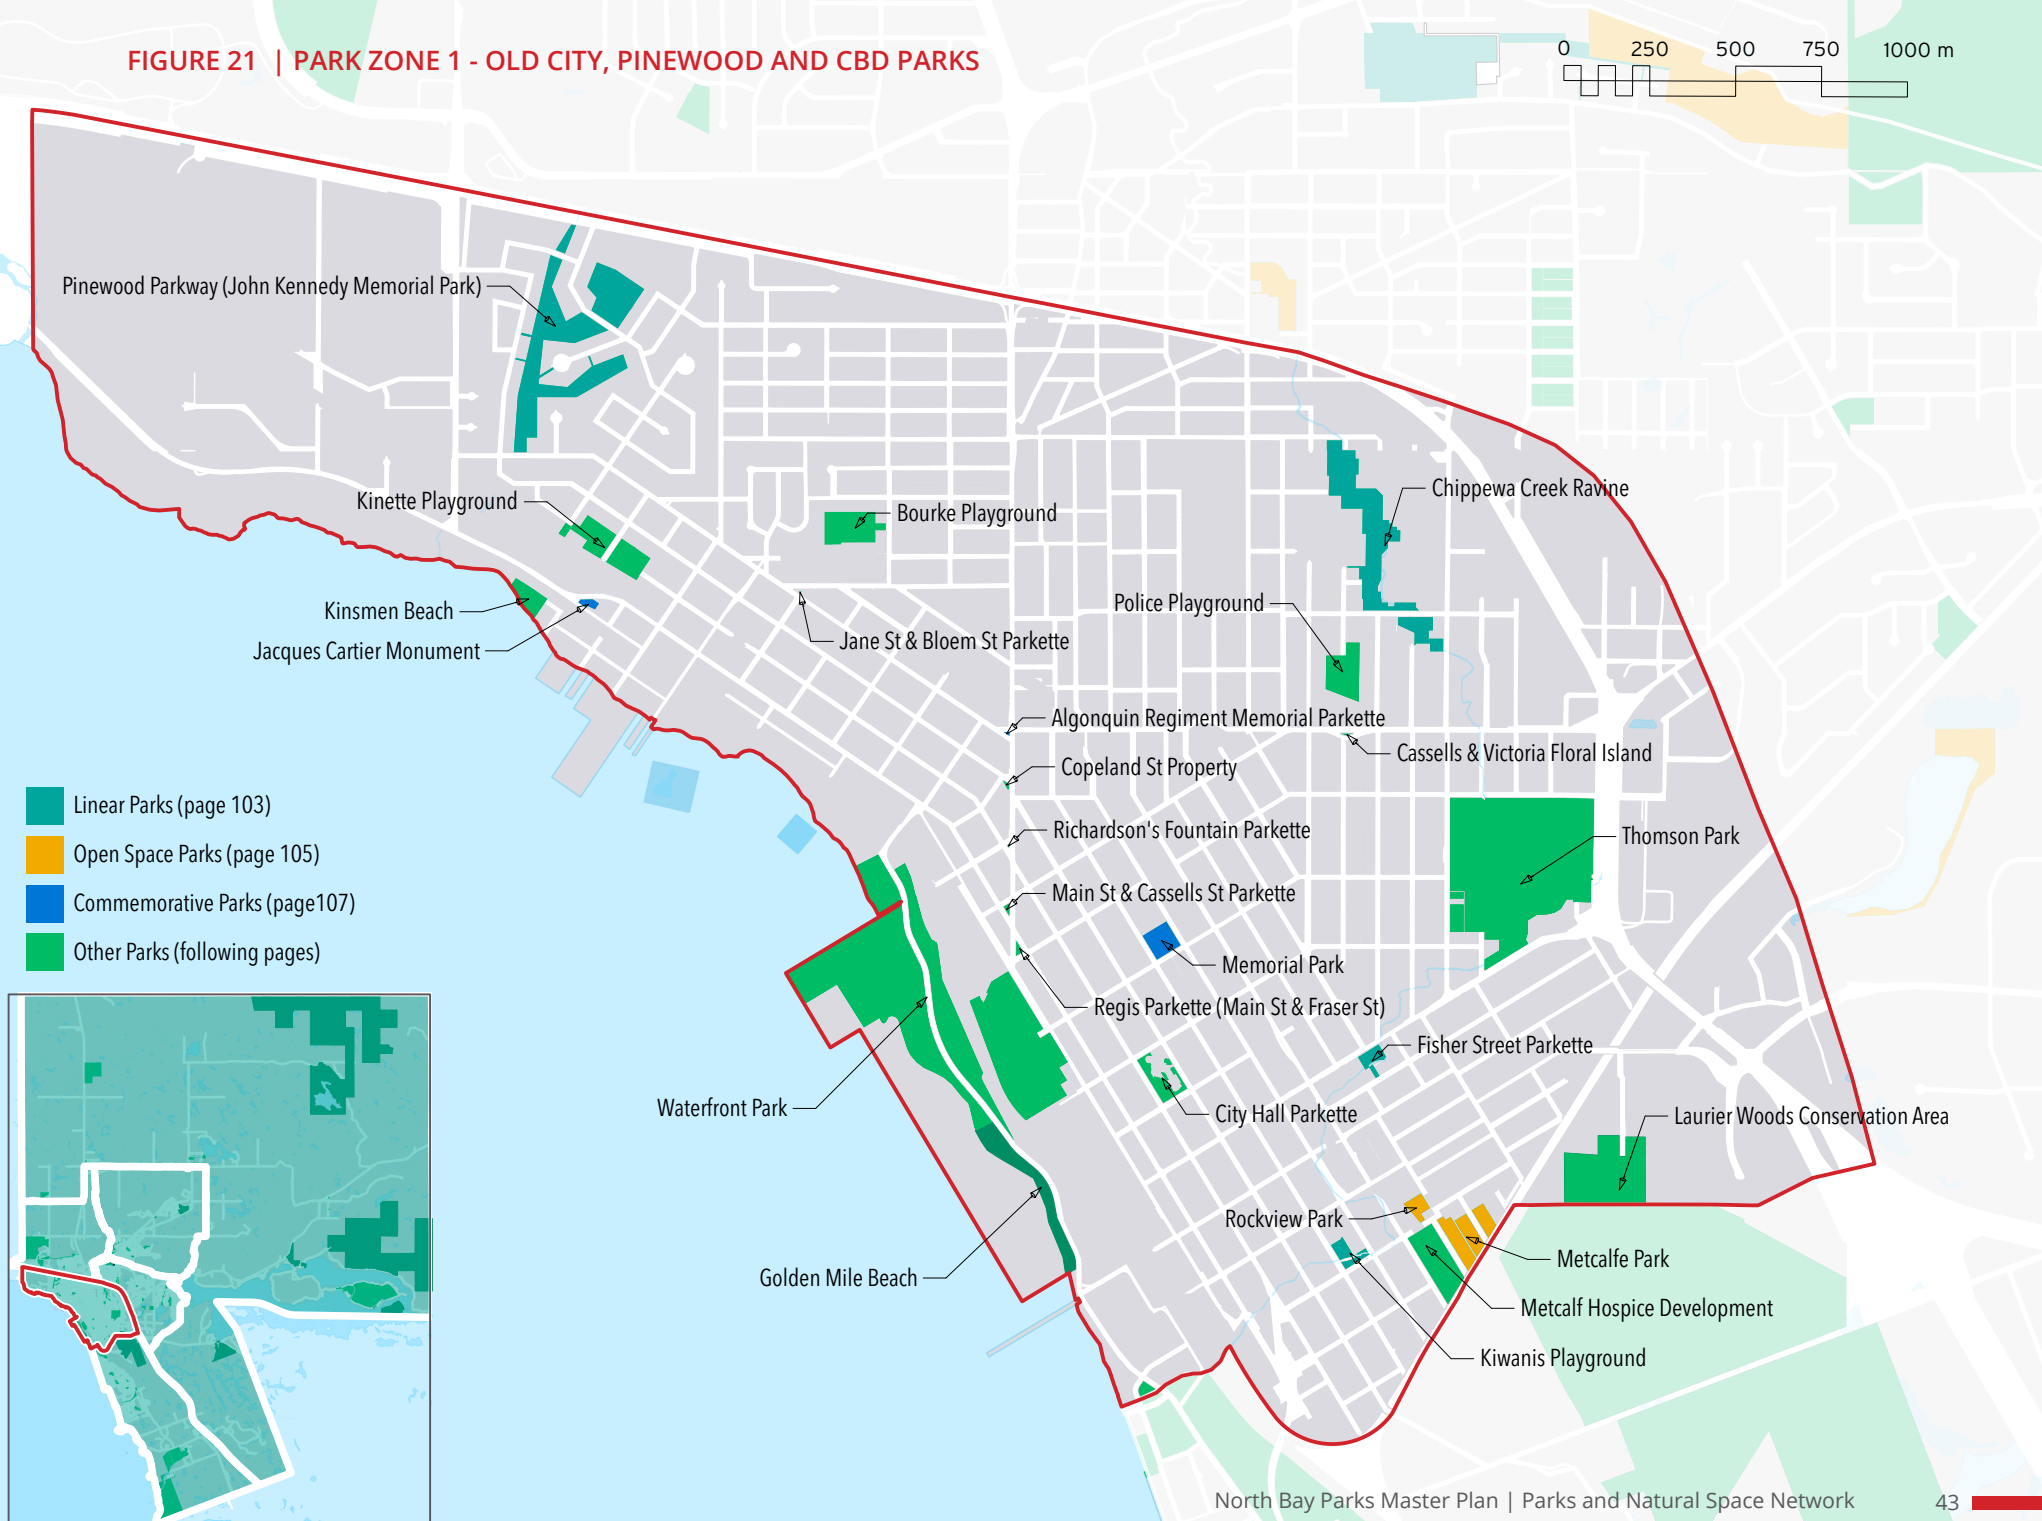 FIGURE 21 | PARK ZONE 1 - OLD CITY, PINEWOOD AND CBD PARKS
0 250 500 750 1000 m
Pinewood Parkway (John Kennedy Memorial Park)
Chippewa Creek Ravine
Kinette Playground
Bourke Playground
Police Playground
Kinsmen Beach
Jane St & Bloem St Parkette
Jacques Cartier Monument
Algonquin Regiment Memorial Parkette
Cassells & Victoria Floral Island
Copeland St Property
Richardson's Fountain Parkette
Thomson Park
Main St & Cassells St Parkette
Memorial Park
Regis Parkette (Main St & Fraser St)
Fisher Street Parkette
Waterfront Park
City Hall Parkette
Laurier Woods Conservation Area
Rockview Park
Metcalfe Park
Golden Mile Beach
Metcalf Hospice Development
Kiwanis Playground
Linear Parks (page 103)
Open Space Parks (page 105)
Commemorative Parks (page107)
Other Parks (following pages)
North Bay Parks Master Plan | Parks and Natural Space Network 43